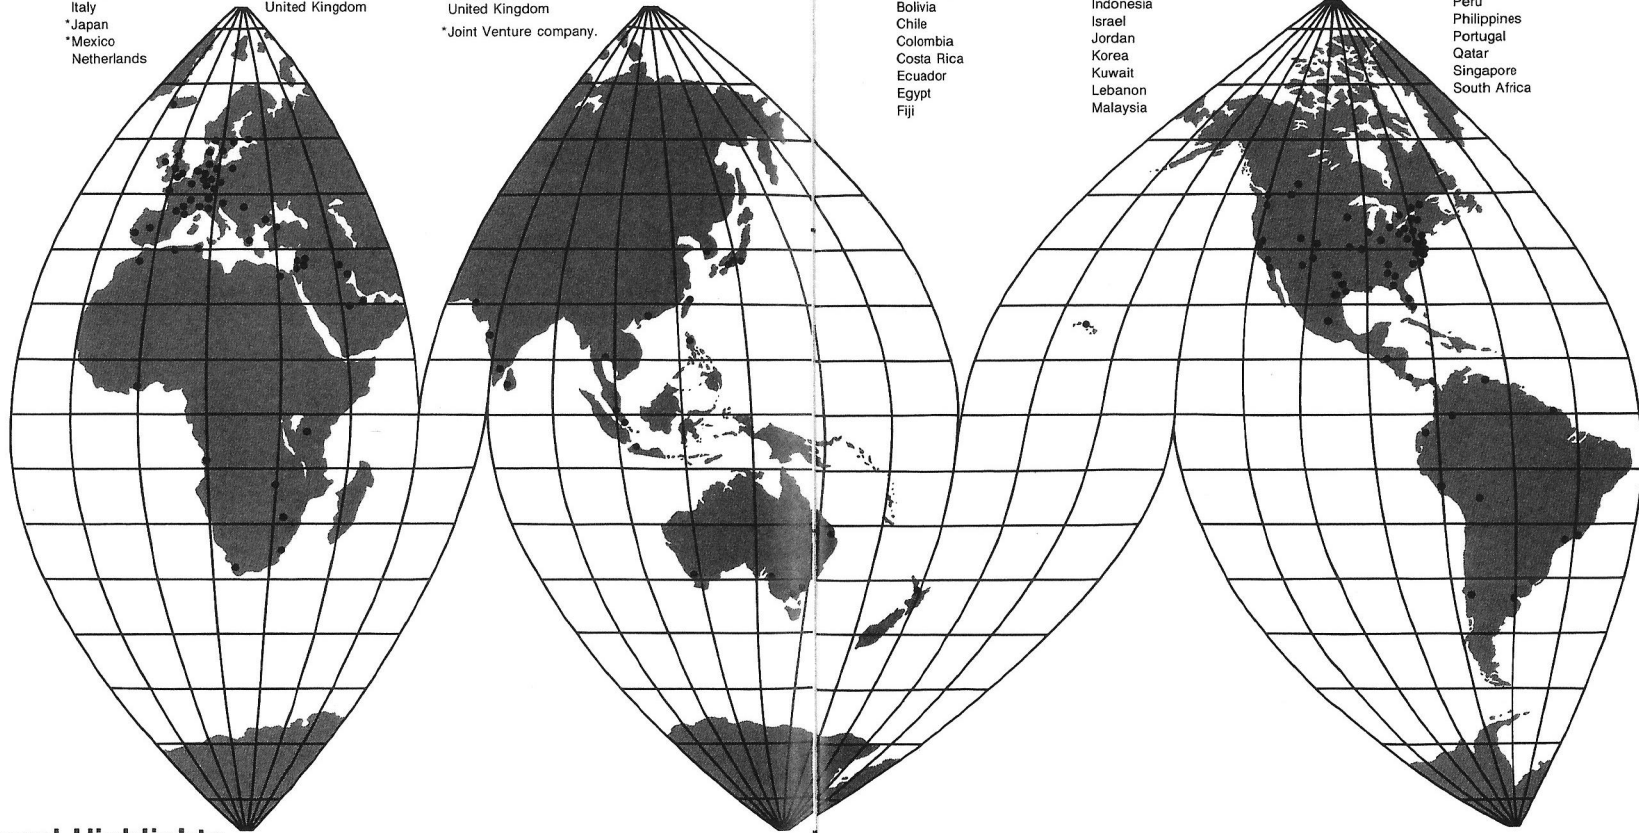 Italy
*Japan
*Mexico
Netherlands
United Kingdom
United Kingdom
*Joint Venture company.
Bolivia
Chile
Colombia
Costa Rica
Ecuador
Egypt
Fiji
Indonesia
Israel
Jordan
Korea
Kuwait
Lebanon
Malaysia
Peru
Philippines
Portugal
Qatar
Singapore
South Africa